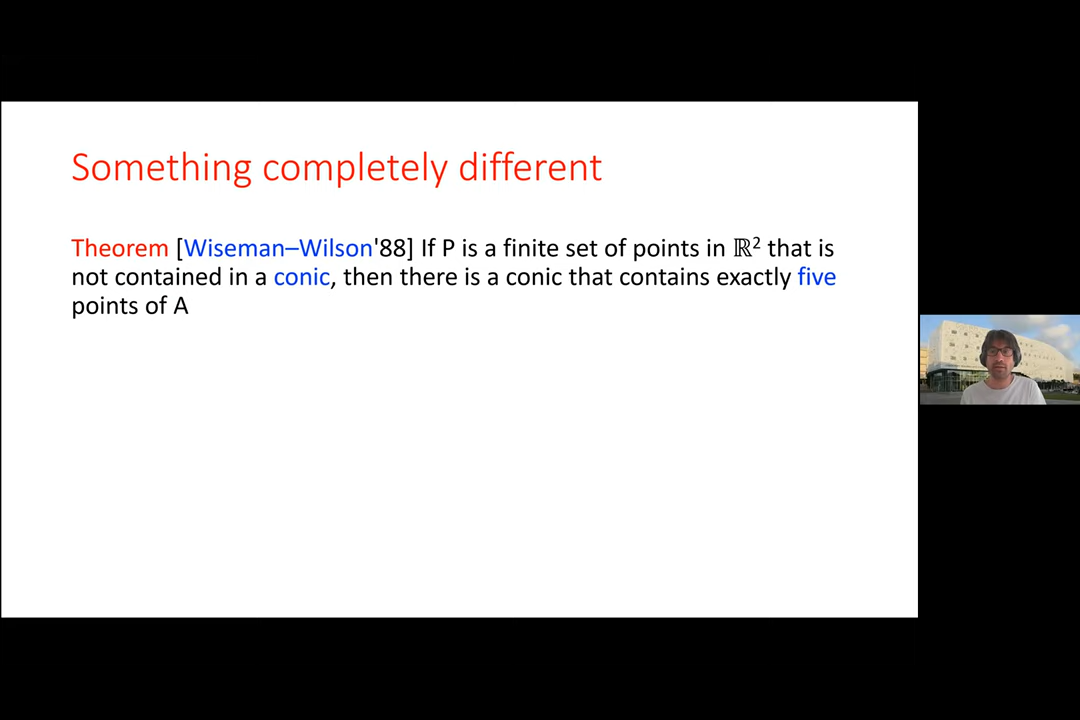 Something completely different
Theorem [Wiseman–Wilson'88] If P is a finite set of points in ℝ² that is
not contained in a conic, then there is a conic that contains exactly five
points of A